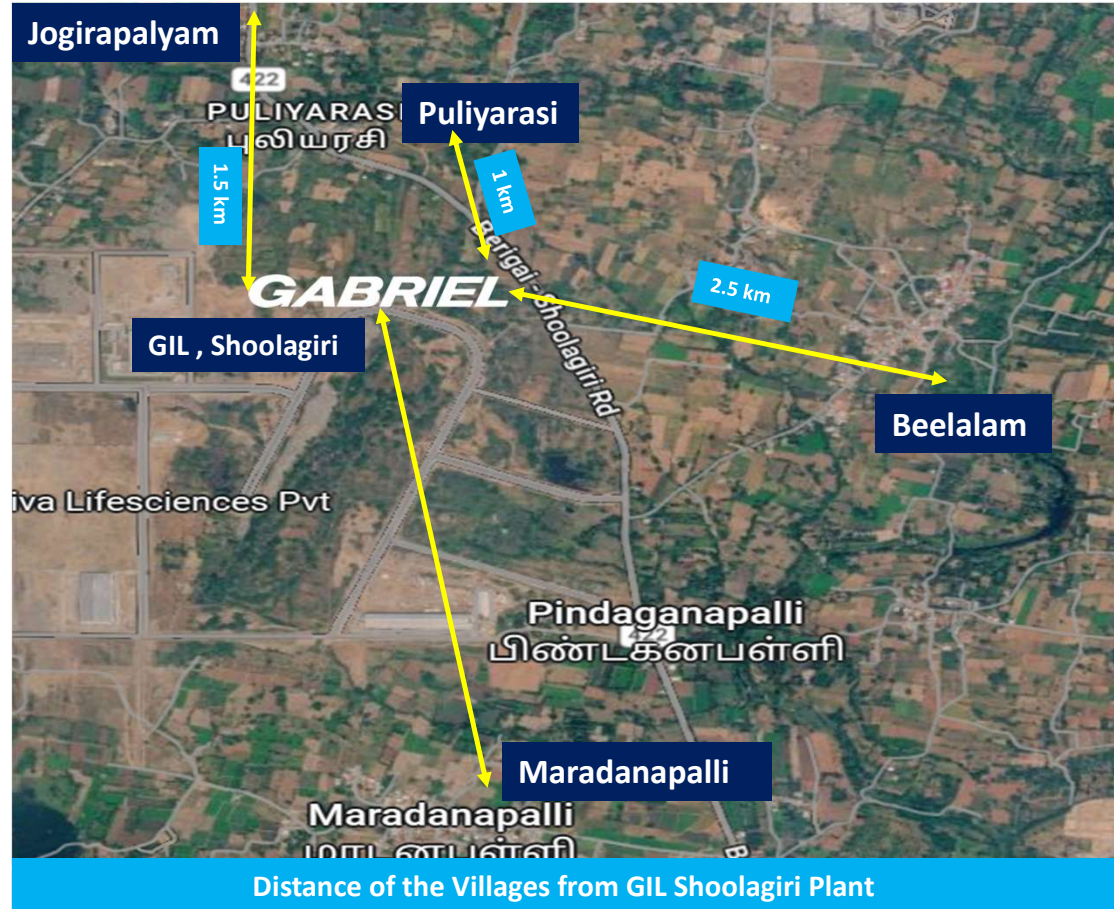 Jogirapalyam
422
PULIYARASI
புலியரசி
Puliyarasi
1.5 km
1 km
Berigai - Shoolagiri Rd
GABRIEL
2.5 km
GIL , Shoolagiri
Beelalam
iva Lifesciences Pvt
Pindaganapalli
422
பிண்டகனபள்ளி
Maradanapalli
Maradanapalli
மாடனபள்ளி
B
Distance of the Villages from GIL Shoolagiri Plant